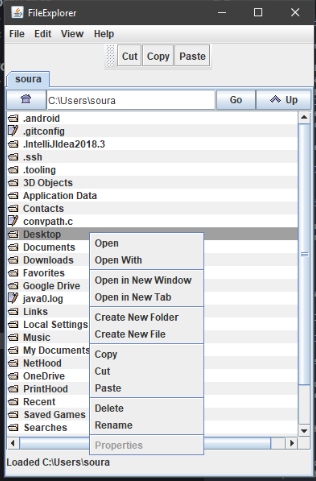 FileExplorer
File Edit View Help
Cut Copy Paste
soura
C:\Users\soura Go Up
.android
.gitconfig
.IntelliJIdea2018.3
.ssh
.tooling
3D Objects
Application Data
Contacts
.convpath.c
Desktop
Documents
Downloads
Favorites
Google Drive
java0.log
Links
Local Settings
Music
My Documents
NetHood
OneDrive
PrintHood
Recent
Saved Games
Searches
Open
Open With
Open in New Window
Open in New Tab
Create New Folder
Create New File
Copy
Cut
Paste
Delete
Rename
Properties
Loaded C:\Users\soura